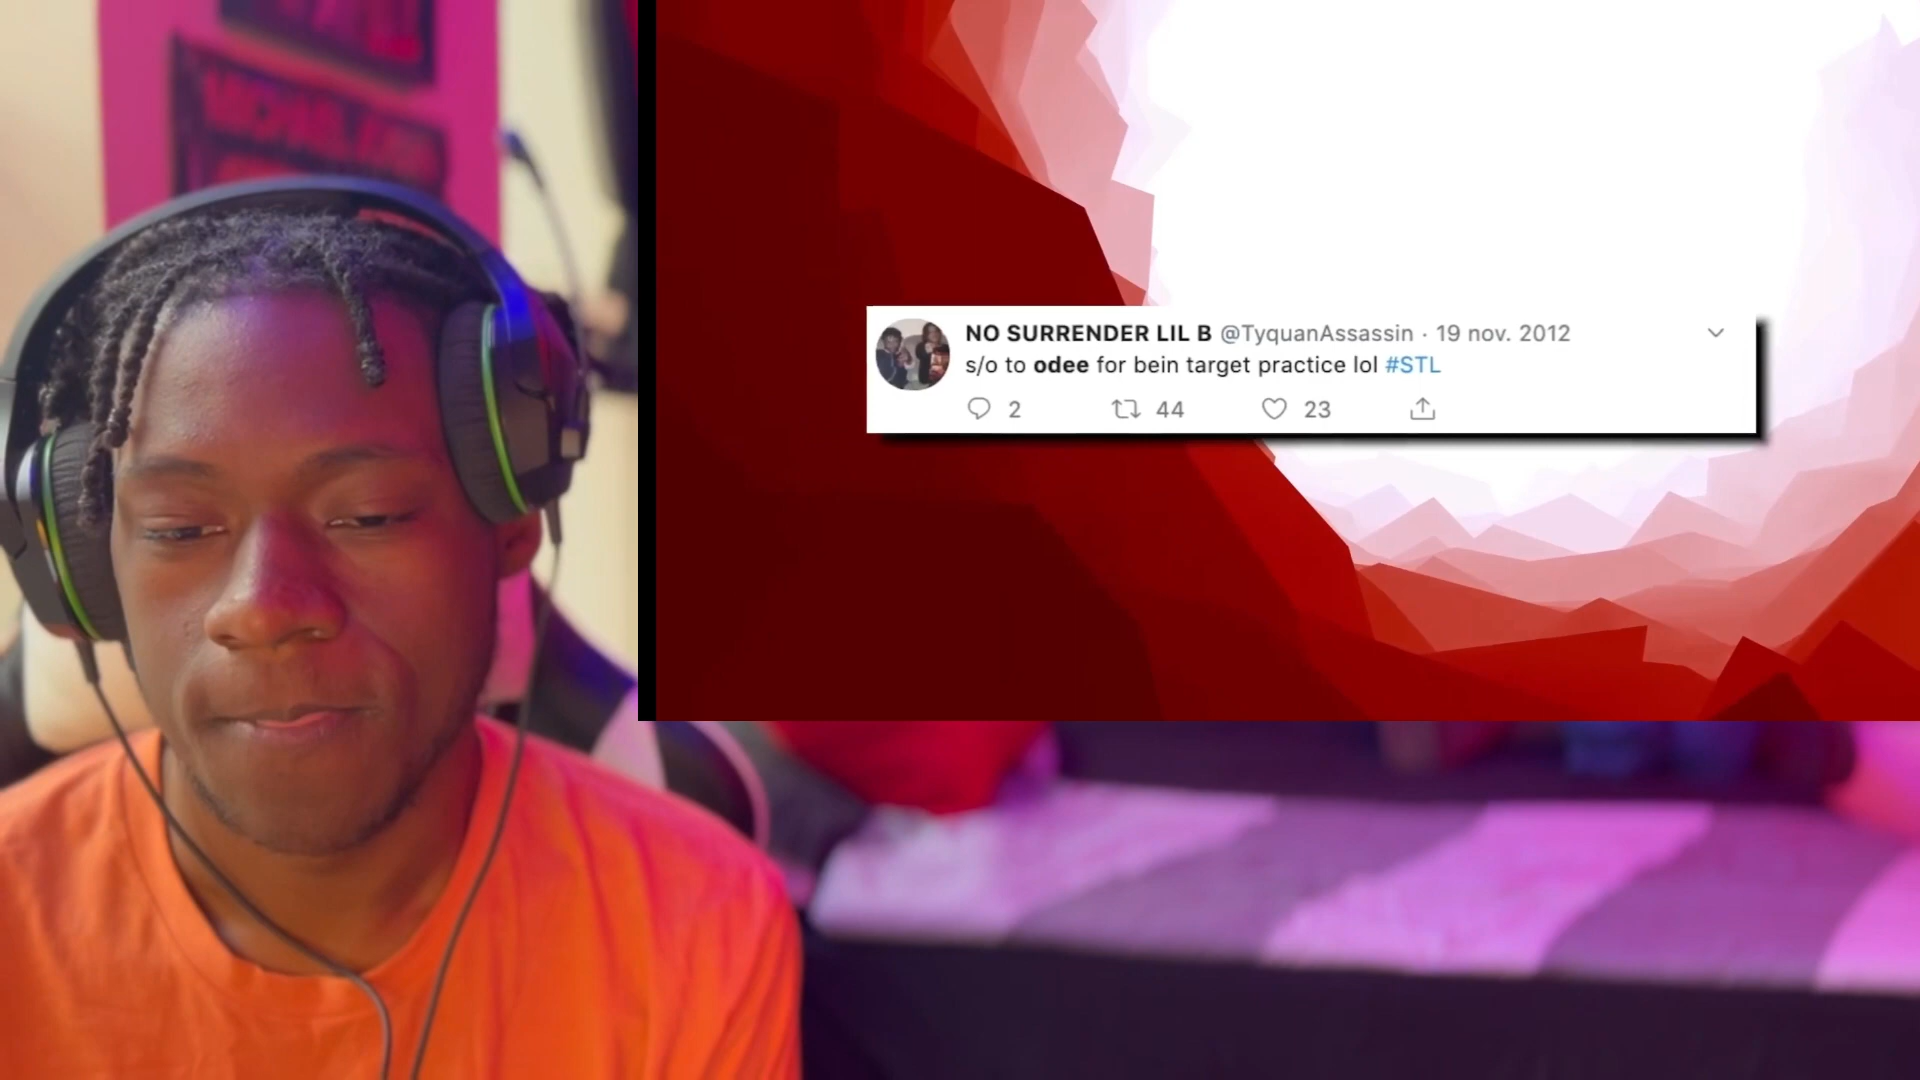 NO SURRENDER LIL B @TyquanAssassin · 19 nov. 2012
s/o to odee for bein target practice lol #STL
2 44 23